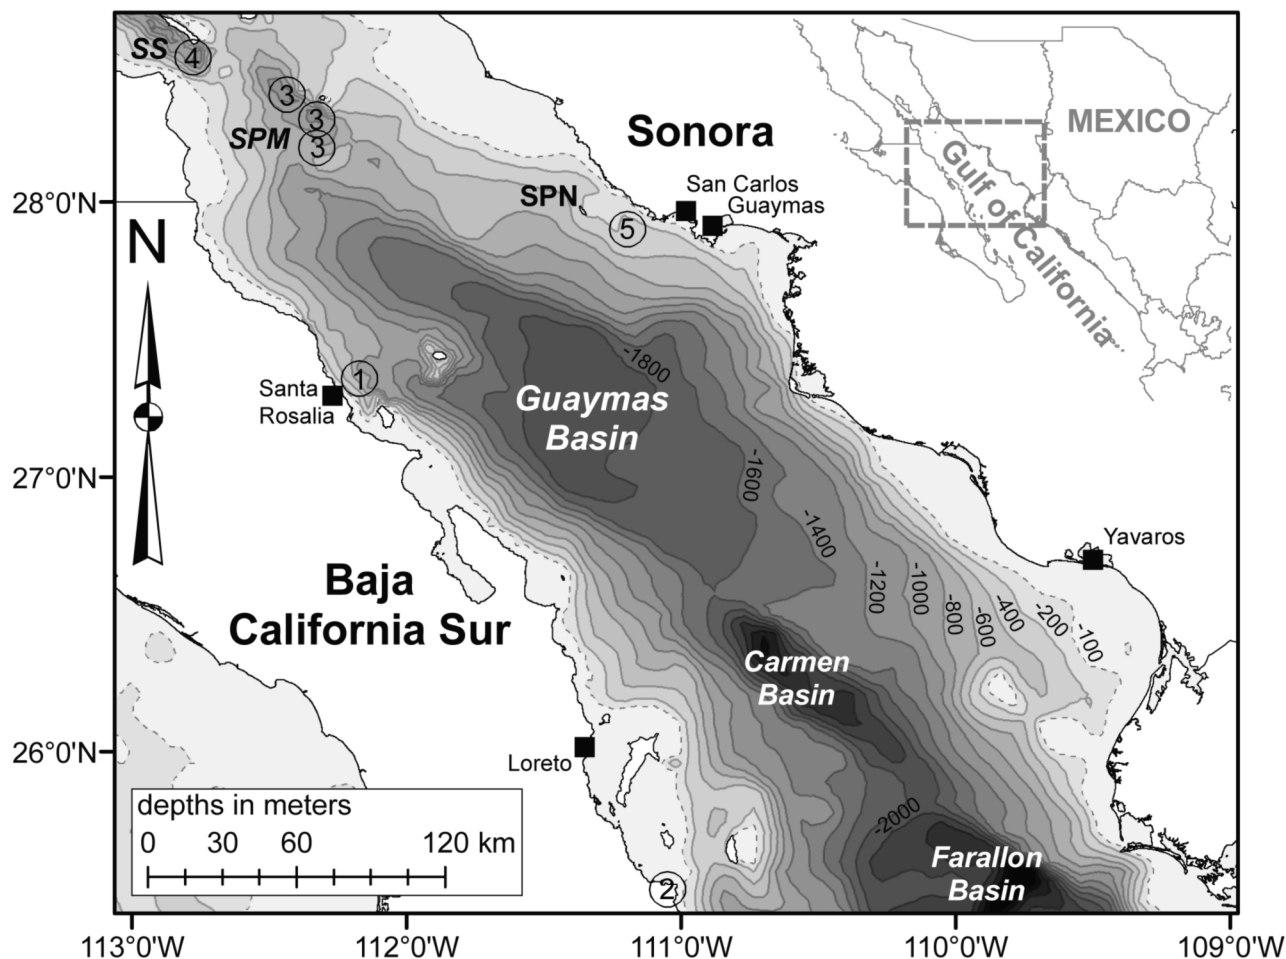 SS
4
3
3
3
SPM
Sonora
MEXICO
Gulf of California
SPN
San Carlos
Guaymas
5
28°0'N
N
-1800
1
Santa
Rosalia
Guaymas
Basin
27°0'N
-1600
-1400
-1200
-1000
-800
-600
-400
-200
-100
Yavaros
Baja
California Sur
Carmen
Basin
26°0'N
Loreto
depths in meters
0 30 60 120 km
-2000
Farallon
Basin
2
113°0'W 112°0'W 111°0'W 110°0'W 109°0'W